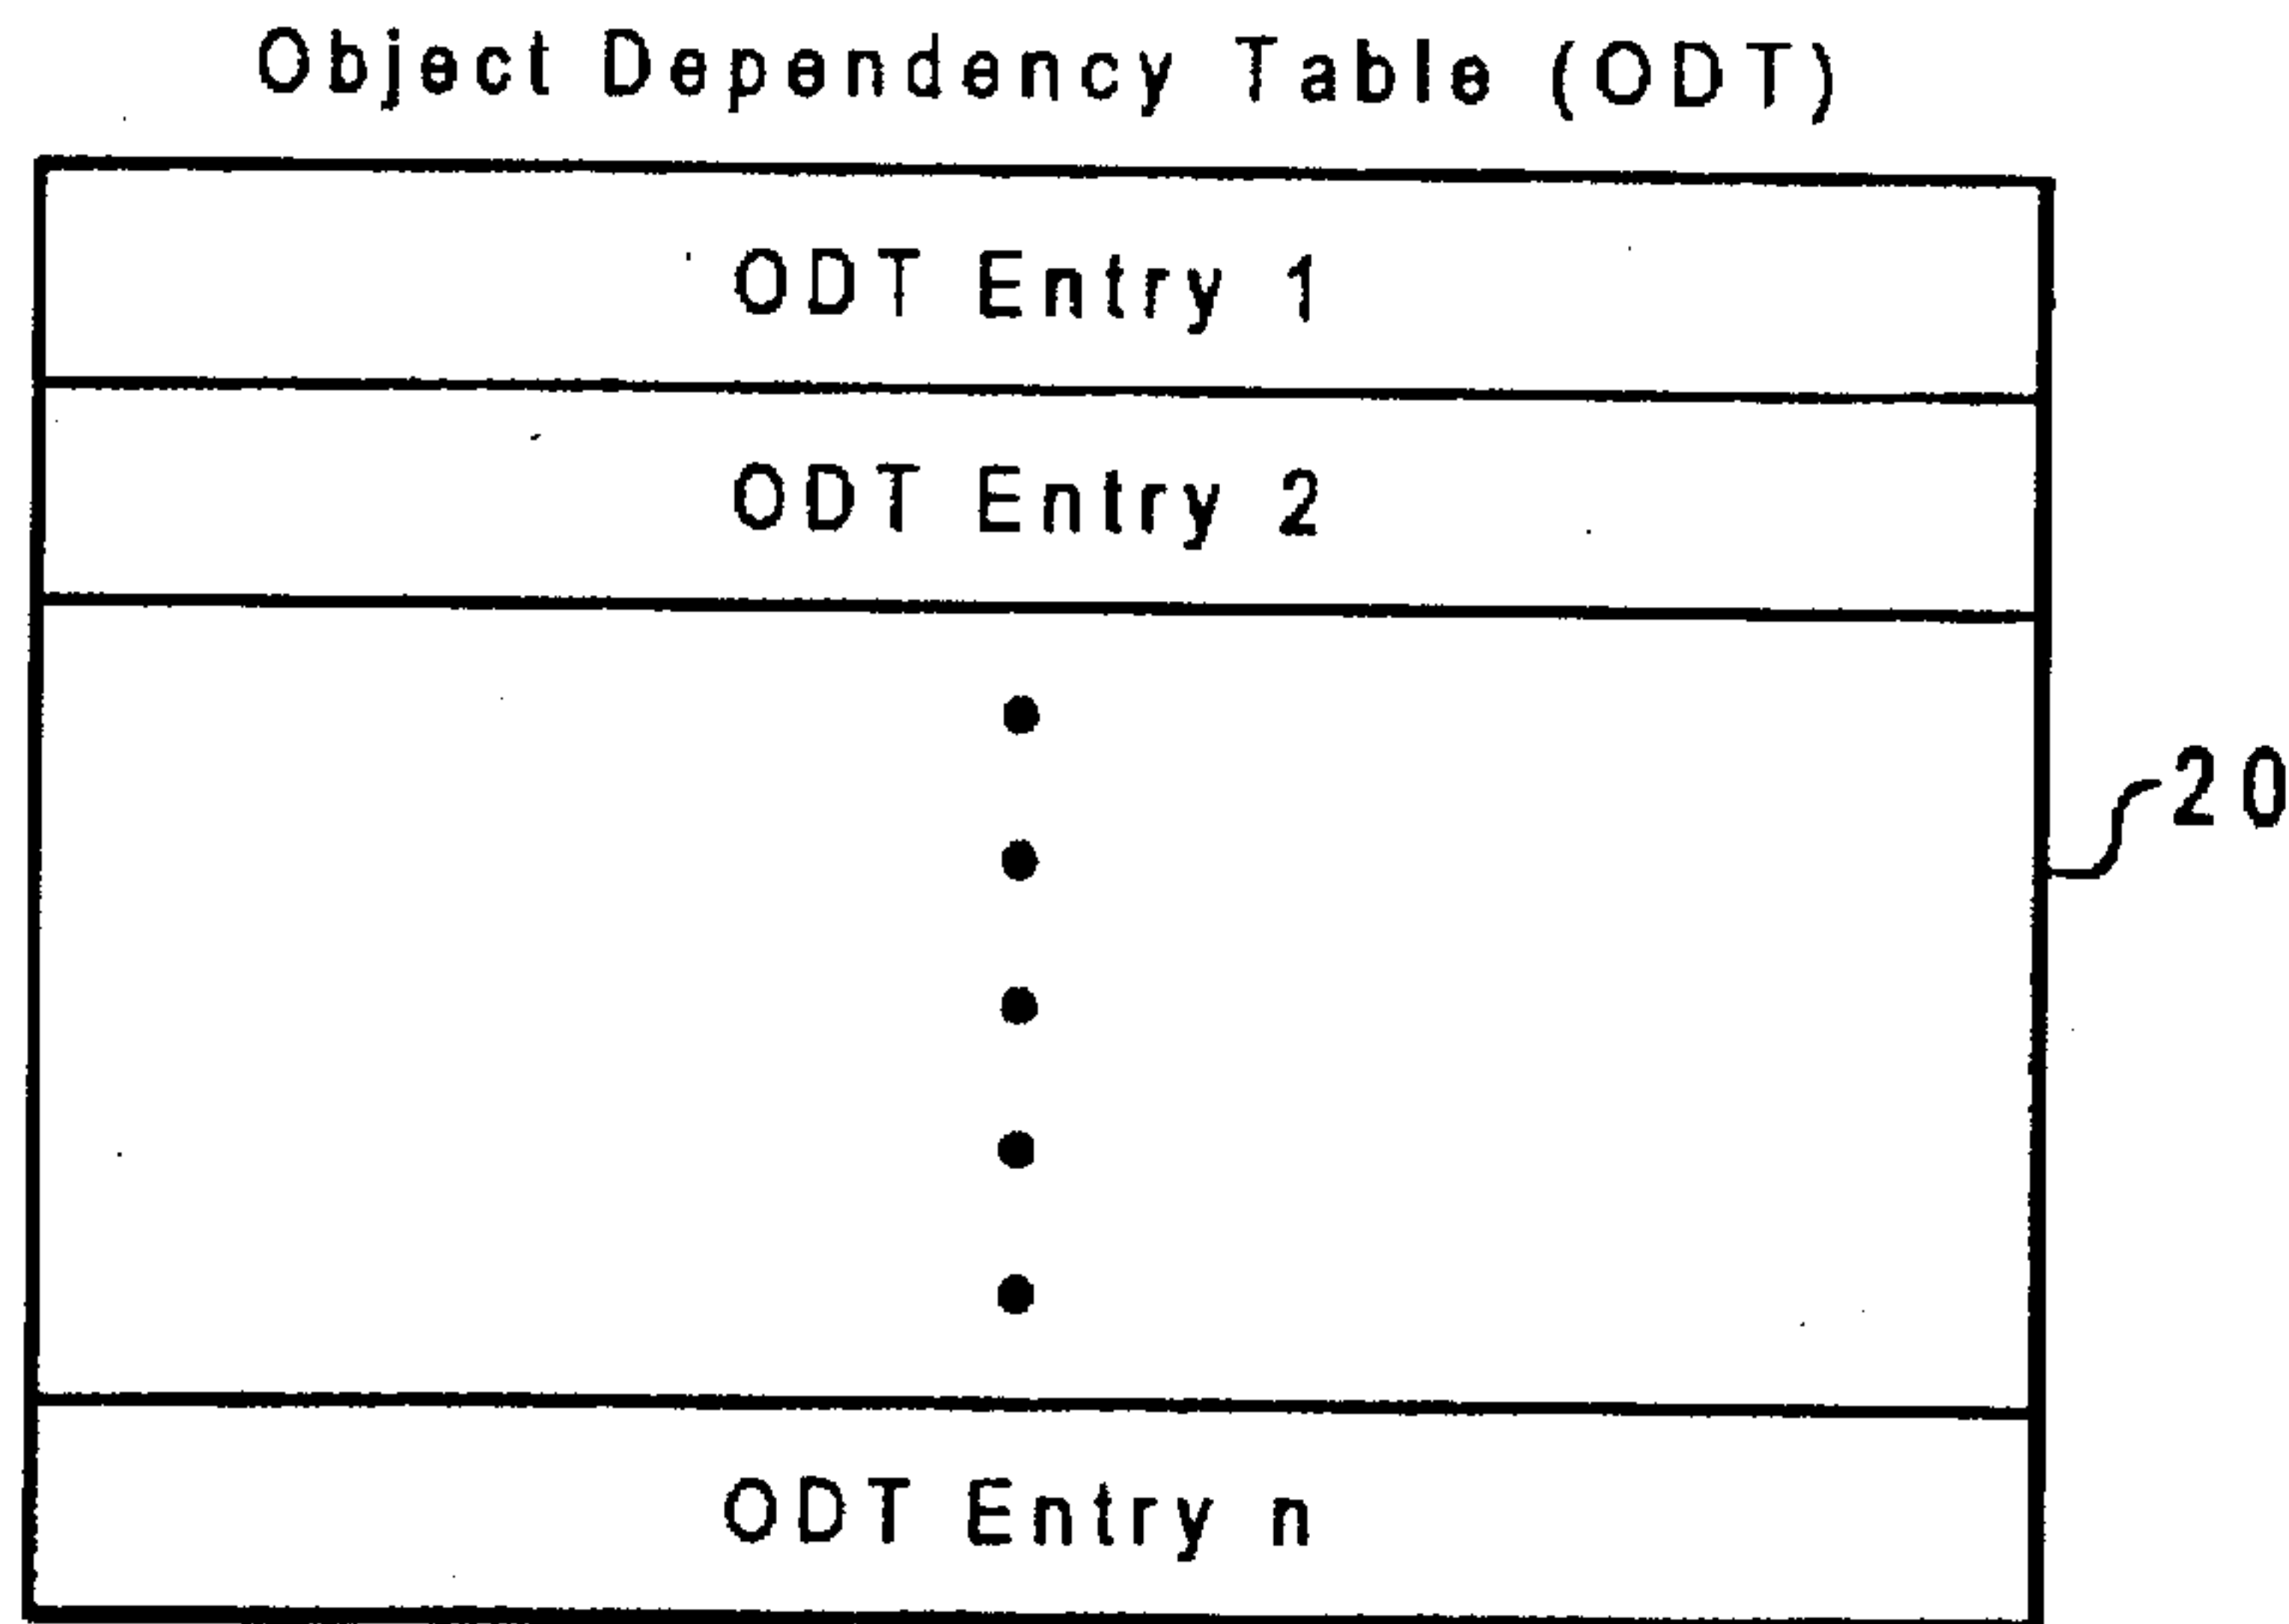 Object Dependency Table (ODT)
ODT Entry 1
ODT Entry 2
20
ODT Entry n